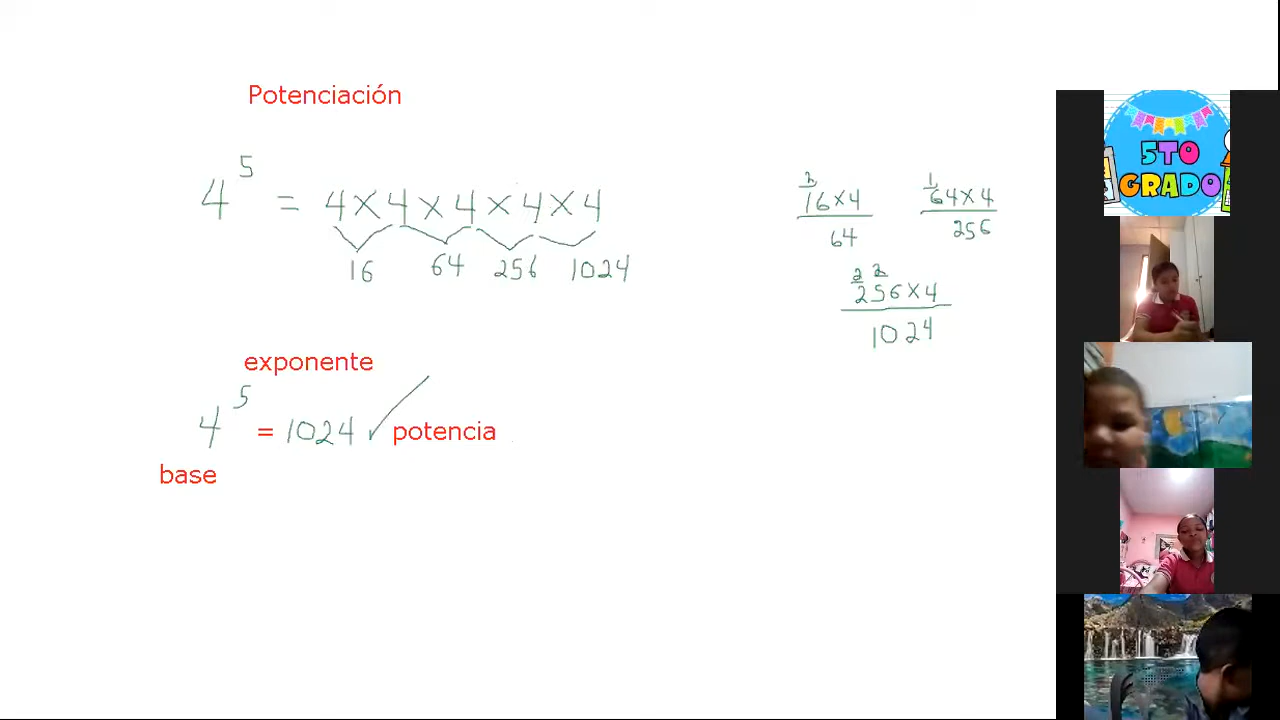 Potenciación
4^5 = 4 × 4 × 4 × 4 × 4
16 64 256 1024
2
16 × 4
64
1
64 × 4
256
2 2
256 × 4
1024
exponente
4^5 = 1024 ✓ potencia
base
5TO
GRADO